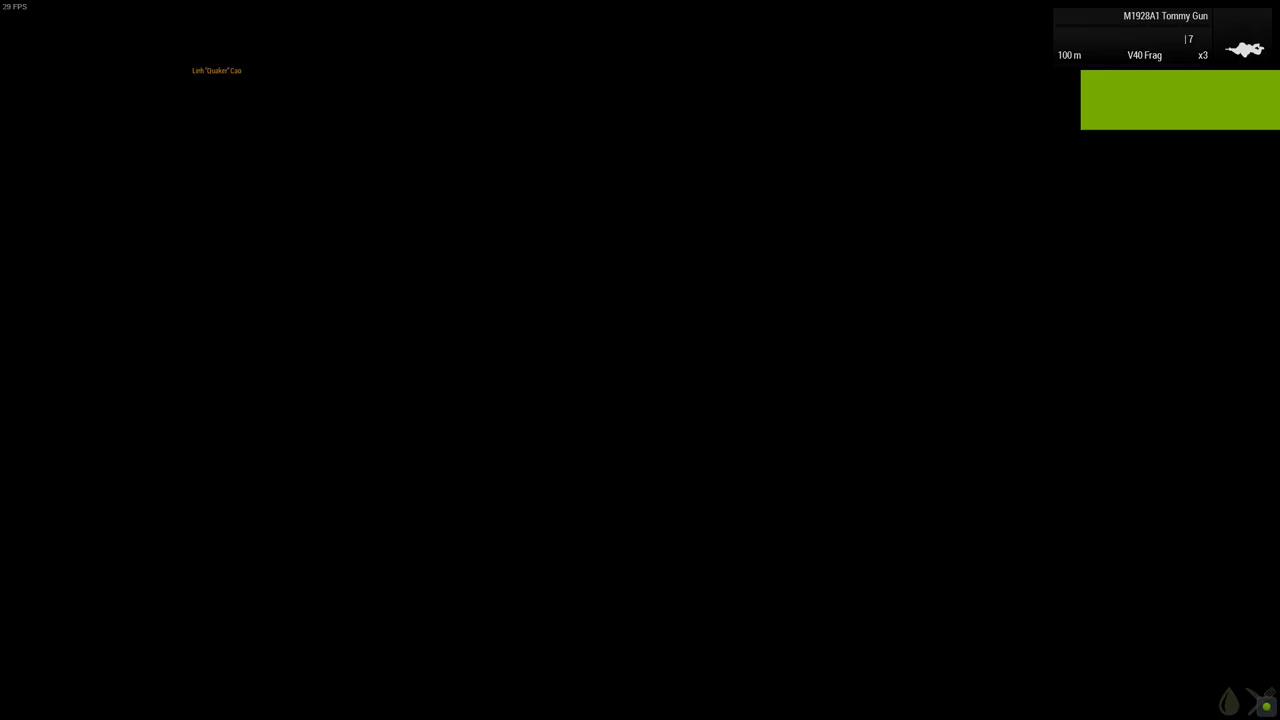 29 FPS
M1928A1 Tommy Gun
| 7
100 m V40 Frag x3
Linh "Quaker" Cao